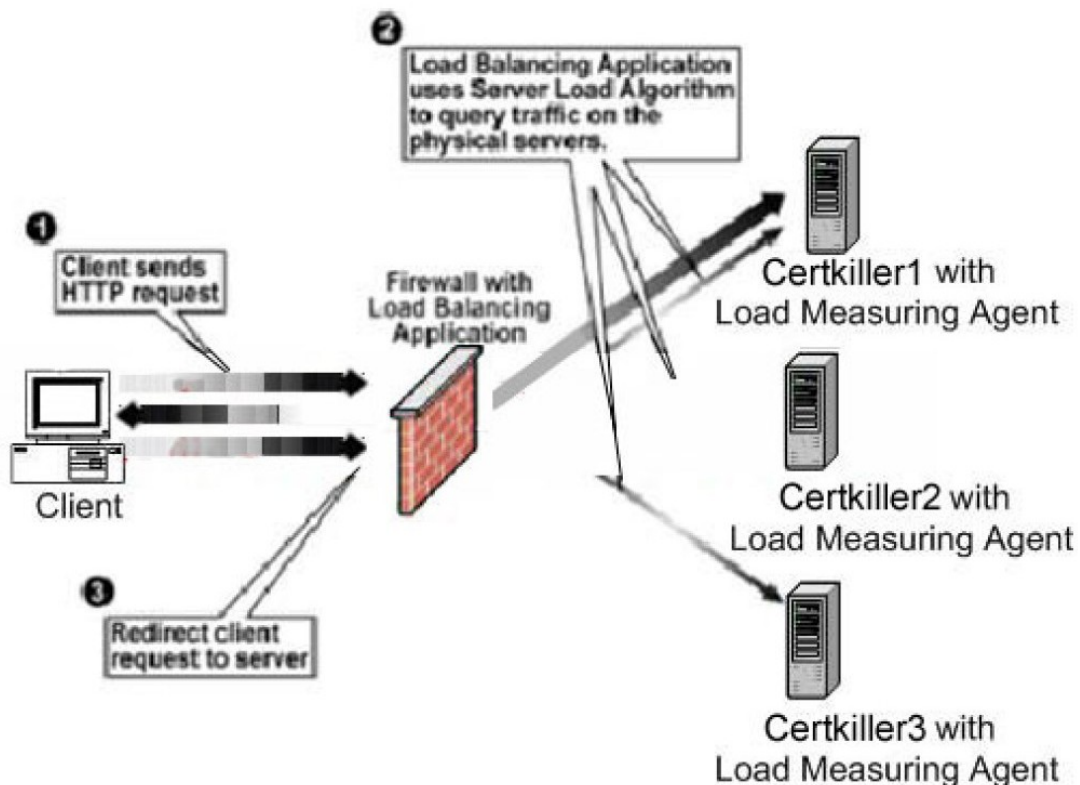 2
Load Balancing Application
uses Server Load Algorithm
to query traffic on the
physical servers.
1
Client sends
HTTP request
Firewall with
Load Balancing
Application
Certkiller1 with
Load Measuring Agent
Client
Certkiller2 with
Load Measuring Agent
3
Redirect client
request to server
Certkiller3 with
Load Measuring Agent